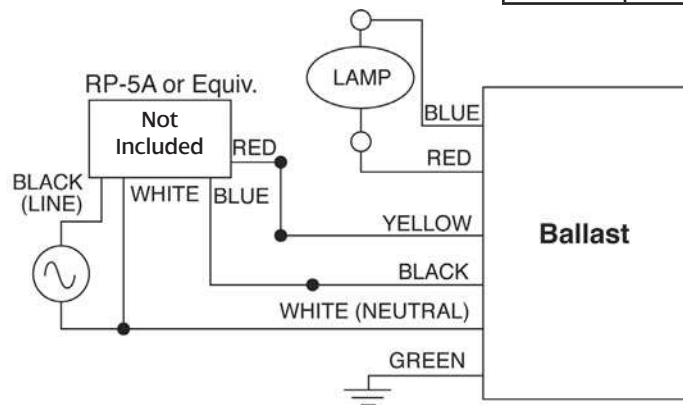 RP-5A or Equiv.
Not
Included
LAMP
BLUE
RED
RED
BLACK
(LINE)
WHITE
BLUE
YELLOW
Ballast
BLACK
WHITE (NEUTRAL)
GREEN